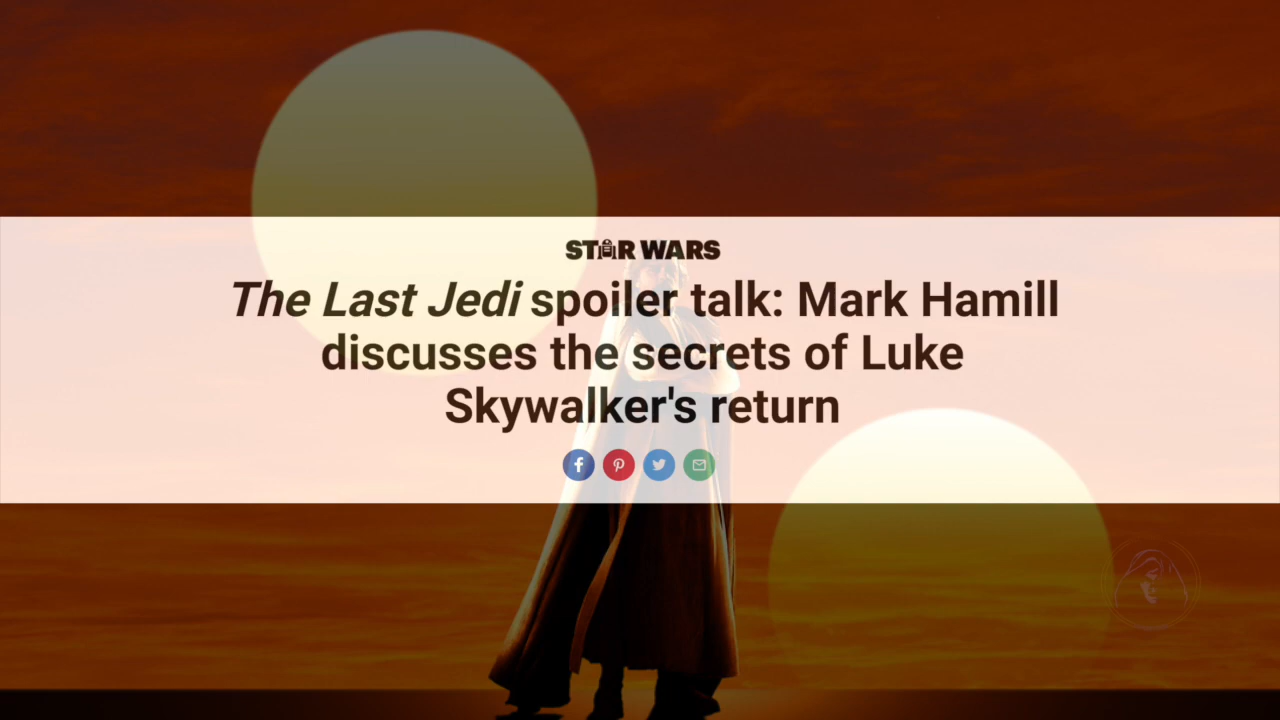 STAR WARS
The Last Jedi spoiler talk: Mark Hamill
discusses the secrets of Luke
Skywalker's return